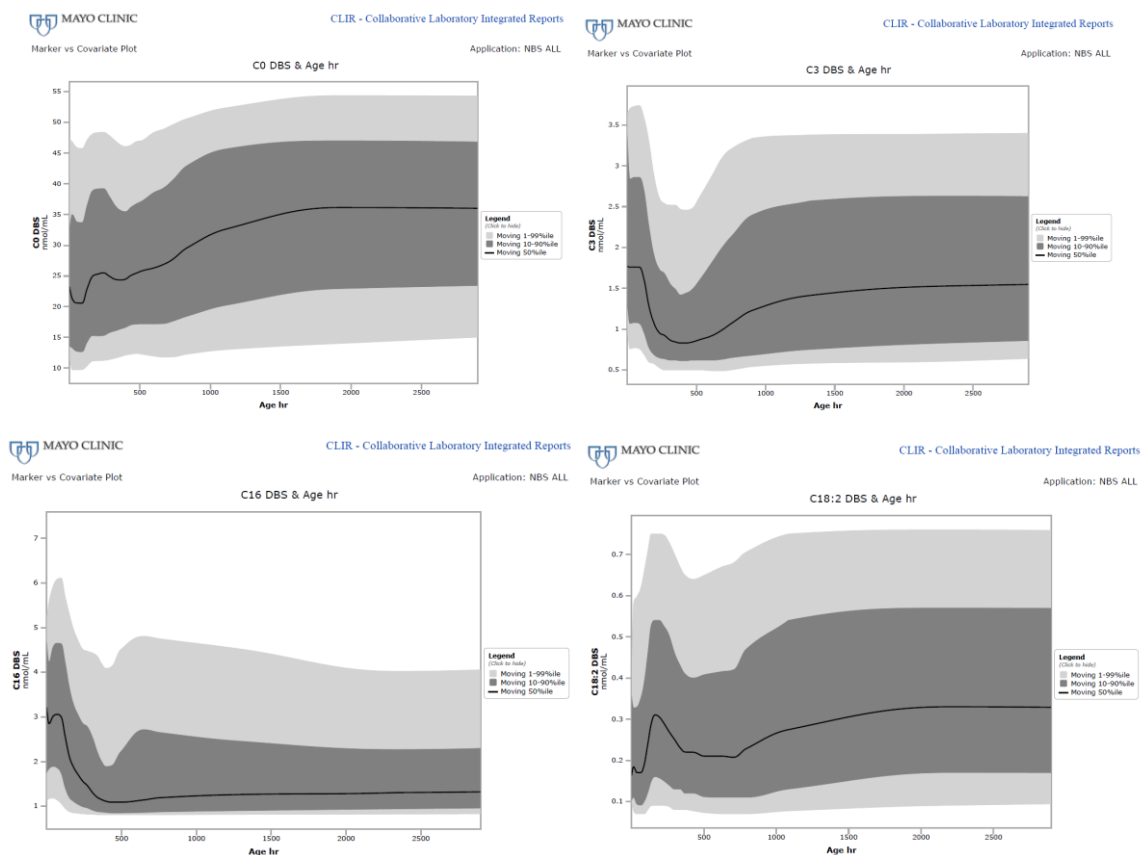 MAYO CLINIC
CLIR - Collaborative Laboratory Integrated Reports
Marker vs Covariate Plot
Application: NBS ALL
C0 DBS & Age hr
55
50
45
40
35
30
25
20
15
10
C0 DBS
nmol/mL
500
1000
1500
2000
2500
Age hr
Legend
(Click to hide)
Moving 1-99%ile
Moving 10-90%ile
Moving 50%ile
MAYO CLINIC
CLIR - Collaborative Laboratory Integrated Reports
Marker vs Covariate Plot
Application: NBS ALL
C3 DBS & Age hr
3.5
3
2.5
2
1.5
1
0.5
C3 DBS
nmol/mL
500
1000
1500
2000
2500
Age hr
Legend
(Click to hide)
Moving 1-99%ile
Moving 10-90%ile
Moving 50%ile
MAYO CLINIC
CLIR - Collaborative Laboratory Integrated Reports
Marker vs Covariate Plot
Application: NBS ALL
C16 DBS & Age hr
7
6
5
4
3
2
1
C16 DBS
nmol/mL
500
1000
1500
2000
2500
Age hr
Legend
(Click to hide)
Moving 1-99%ile
Moving 10-90%ile
Moving 50%ile
MAYO CLINIC
CLIR - Collaborative Laboratory Integrated Reports
Marker vs Covariate Plot
Application: NBS ALL
C18:2 DBS & Age hr
0.7
0.6
0.5
0.4
0.3
0.2
0.1
C18:2 DBS
nmol/mL
500
1000
1500
2000
2500
Age hr
Legend
(Click to hide)
Moving 1-99%ile
Moving 10-90%ile
Moving 50%ile